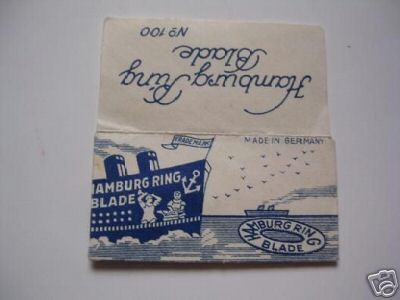 Hamburg Ring
Blade
No 100
TRADEMARK
MADE IN GERMANY
HAMBURG RING
BLADE
HAMBURG RING
BLADE